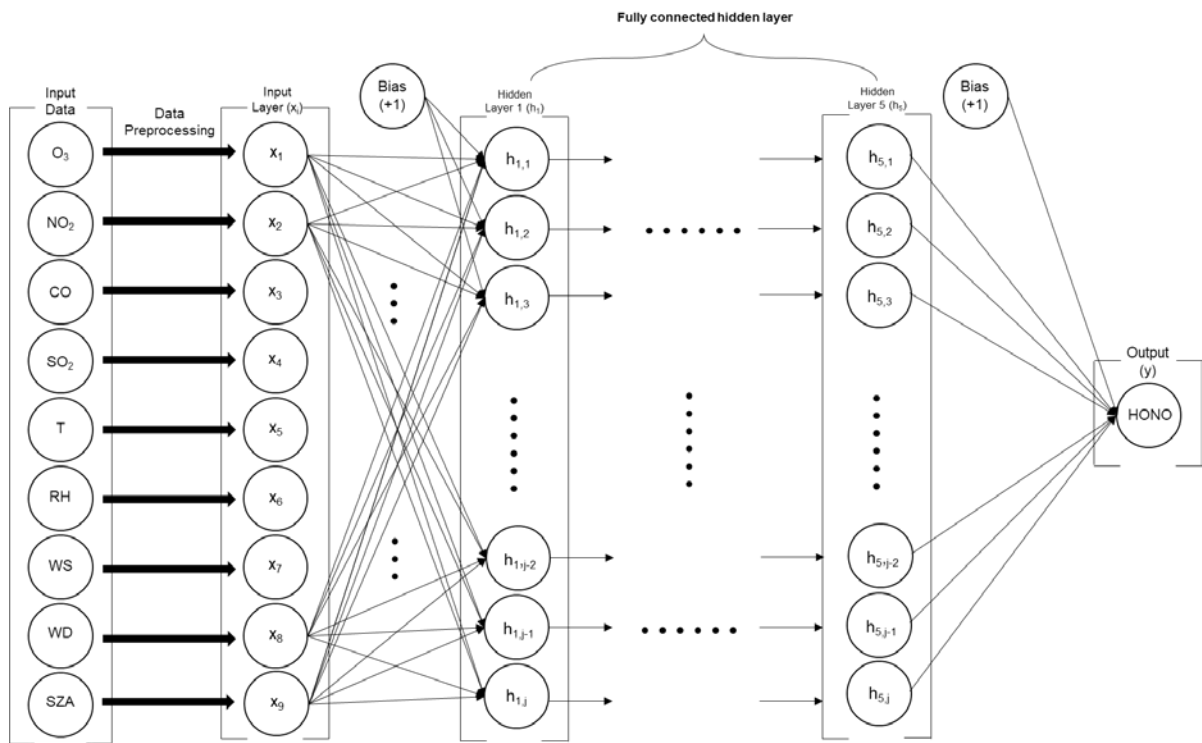 Fully connected hidden layer
Input
Data
Data
Preprocessing
Input
Layer (xᵢ)
Bias
(+1)
Hidden
Layer 1 (h₁)
Hidden
Layer 5 (h₅)
Bias
(+1)
O₃
x₁
h₁,₁
h₅,₁
NO₂
x₂
h₁,₂
h₅,₂
CO
x₃
h₁,₃
h₅,₃
SO₂
x₄
Output
(y)
HONO
T
x₅
RH
x₆
WS
x₇
h₁,j-2
h₅,j-2
WD
x₈
h₁,j-1
h₅,j-1
SZA
x₉
h₁,j
h₅,j